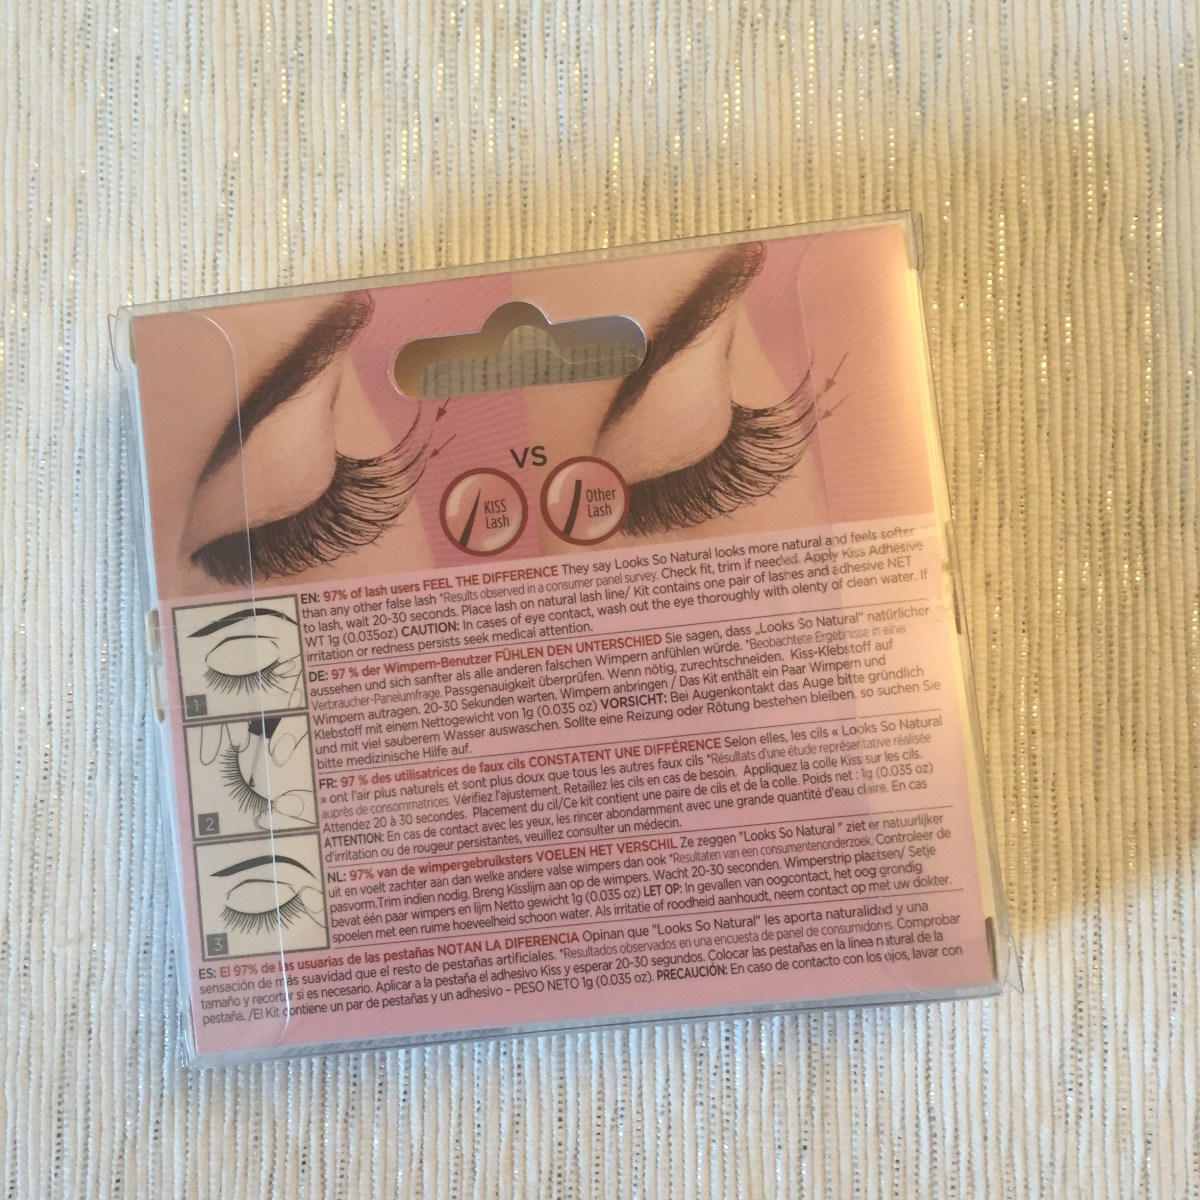 VS
KISS
Lash
Other
Lash
EN: 97% of lash users FEEL THE DIFFERENCE They say Looks So Natural looks more natural and feels softer
than any other false lash *Results observed in a consumer panel survey. Check fit, trim if needed. Apply Kiss Adhesive
to lash, wait 20-30 seconds. Place lash on natural lash line/ Kit contains one pair of lashes and adhesive NET
WT 1g (0.035oz) CAUTION: In cases of eye contact, wash out the eye thoroughly with plenty of clean water. If
irritation or redness persists seek medical attention.
DE: 97 % der Wimpern-Benutzer FÜHLEN DEN UNTERSCHIED Sie sagen, dass „Looks So Natural" natürlicher
aussehen und sich sanfter als alle anderen falschen Wimpern anfühlen würde. *Beobachtete Ergebnisse in einer
Verbraucher-Panelumfrage. Passgenauigkeit überprüfen. Wenn nötig, zurechtschneiden. Kiss-Klebstoff auf
Wimpern autragen. 20-30 Sekunden warten. Wimpern anbringen / Das Kit enthält ein Paar Wimpern und
Klebstoff mit einem Nettogewicht von 1g (0.035 oz) VORSICHT: Bei Augenkontakt das Auge bitte gründlich
und mit viel sauberem Wasser auswaschen. Sollte eine Reizung oder Rötung bestehen bleiben, so suchen Sie
bitte medizinische Hilfe auf.
FR: 97 % des utilisatrices de faux cils CONSTATENT UNE DIFFÉRENCE Selon elles, les cils « Looks So Natural
» ont l'air plus naturels et sont plus doux que tous les autres faux cils *Résultats d'une étude représentative réalisée
auprès de consommatrices. Vérifiez l'ajustement. Retaillez les cils en cas de besoin. Appliquez la colle Kiss sur les cils.
Attendez 20 à 30 secondes. Placement du cil/Ce kit contient une paire de cils et de la colle. Poids net : 1g (0.035 oz)
ATTENTION: En cas de contact avec les yeux, les rincer abondamment avec une grande quantité d'eau claire. En cas
d'irritation ou de rougeur persistantes, veuillez consulter un médecin.
NL: 97% van de wimpergebruiksters VOELEN HET VERSCHIL Ze zeggen "Looks So Natural " ziet er natuurlijker
uit en voelt zachter aan dan welke andere valse wimpers dan ook *Resultaten van een consumentenonderzoek. Controleer de
pasvorm.Trim indien nodig. Breng Kisslijm aan op de wimpers. Wacht 20-30 seconden. Wimperstrip plaatsen/ Setje
bevat één paar wimpers en lijm Netto gewicht 1g (0.035 oz) LET OP: In gevallen van oogcontact, het oog grondig
spoelen met een ruime hoeveelheid schoon water. Als irritatie of roodheid aanhoudt, neem contact op met uw dokter.
ES: El 97% de las usuarias de las pestañas NOTAN LA DIFERENCIA Opinan que "Looks So Natural" les aporta naturalidad y una
sensación de más suavidad que el resto de pestañas artificiales. *Resultados observados en una encuesta de panel de consumidores. Comprobar
tamaño y recortar si es necesario. Aplicar a la pestaña el adhesivo Kiss y esperar 20-30 segundos. Colocar las pestañas en la línea natural de la
pestaña. /El Kit contiene un par de pestañas y un adhesivo – PESO NETO 1g (0.035 oz). PRECAUCIÓN: En caso de contacto con los ojos, lavar con
1
2
3